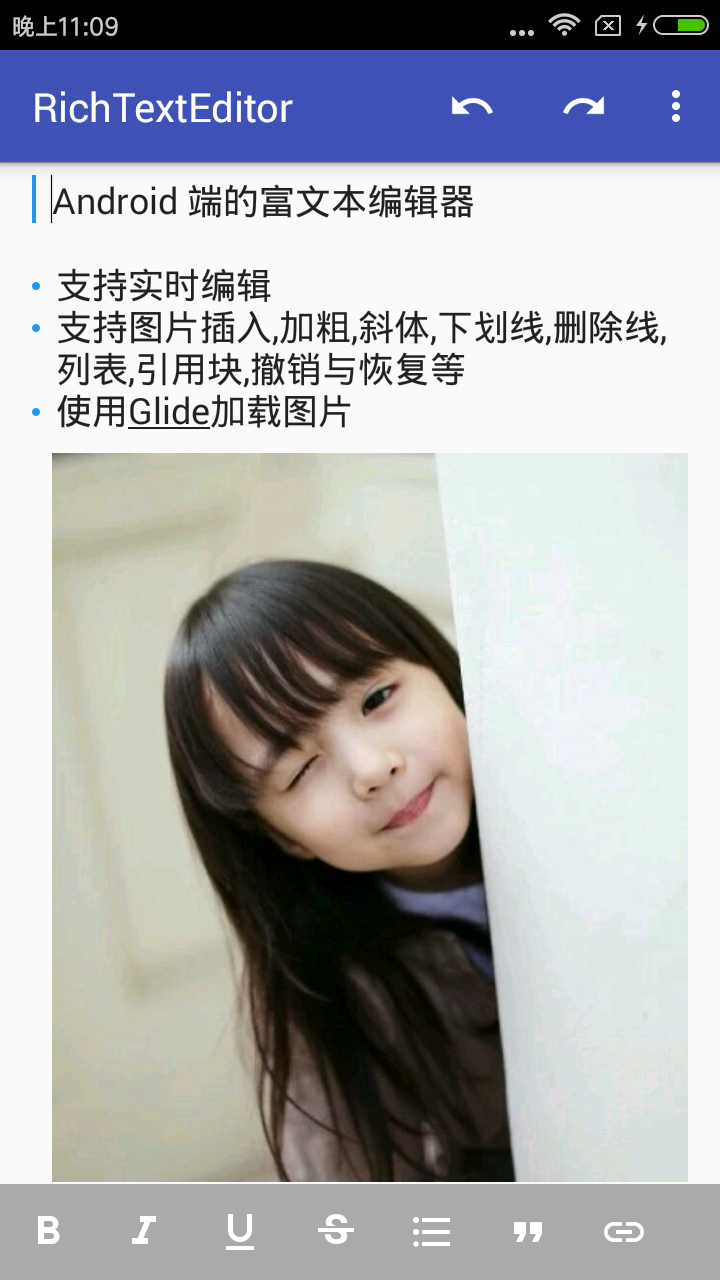 晚上11:09
RichTextEditor
Android 端的富文本编辑器
支持实时编辑
支持图片插入,加粗,斜体,下划线,删除线,
列表,引用块,撤销与恢复等
使用Glide加载图片
B I U S